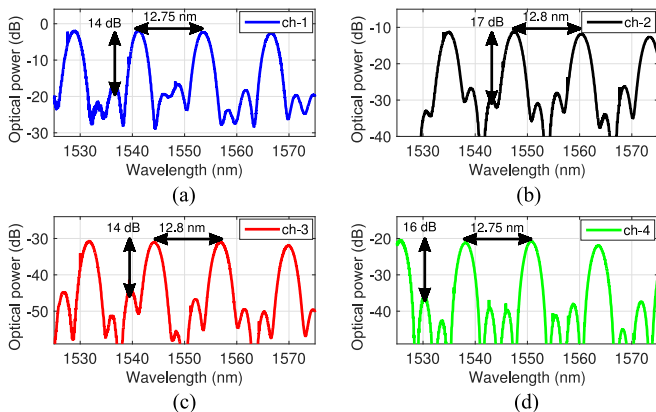 14 dB 12.75 nm ch-1
Optical power (dB)
0
-10
-20
-30
1530 1540 1550 1560 1570
Wavelength (nm)
(a)
17 dB 12.8 nm ch-2
Optical power (dB)
-10
-20
-30
-40
1530 1540 1550 1560 1570
Wavelength (nm)
(b)
14 dB 12.8 nm ch-3
Optical power (dB)
-30
-40
-50
1530 1540 1550 1560 1570
Wavelength (nm)
(c)
16 dB 12.75 nm ch-4
Optical power (dB)
-20
-30
-40
1530 1540 1550 1560 1570
Wavelength (nm)
(d)